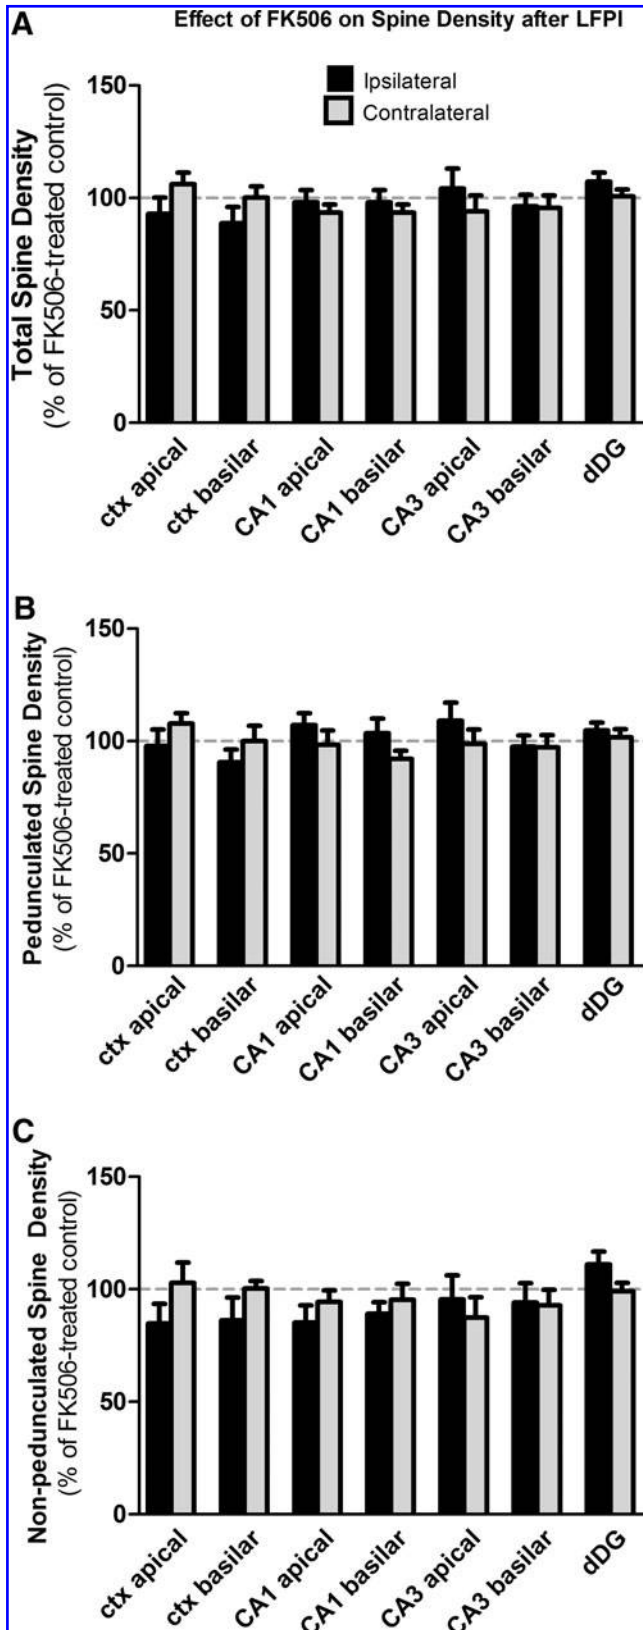 A
Effect of FK506 on Spine Density after LFPI
Ipsilateral
Contralateral
Total Spine Density
(% of FK506-treated control)
150
100
50
0
ctx apical
ctx basilar
CA1 apical
CA1 basilar
CA3 apical
CA3 basilar
dDG
B
Pedunculated Spine Density
(% of FK506-treated control)
150
100
50
0
ctx apical
ctx basilar
CA1 apical
CA1 basilar
CA3 apical
CA3 basilar
dDG
C
Non-pedunculated Spine Density
(% of FK506-treated control)
150
100
50
0
ctx apical
ctx basilar
CA1 apical
CA1 basilar
CA3 apical
CA3 basilar
dDG